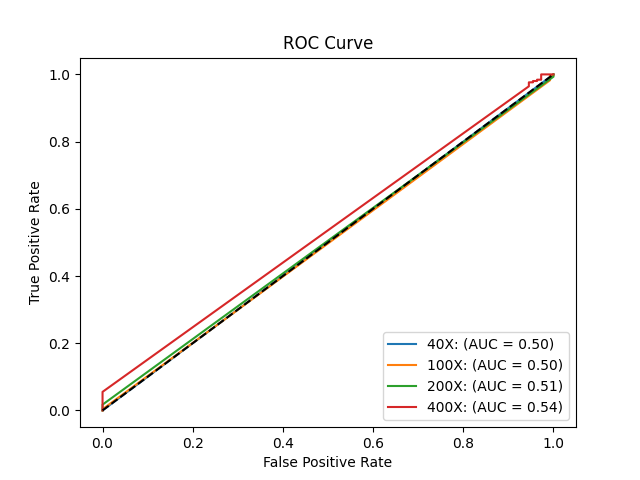 ROC Curve
1.0
0.8
0.6
0.4
0.2
0.0
True Positive Rate
40X: (AUC = 0.50)
100X: (AUC = 0.50)
200X: (AUC = 0.51)
400X: (AUC = 0.54)
0.0 0.2 0.4 0.6 0.8 1.0
False Positive Rate